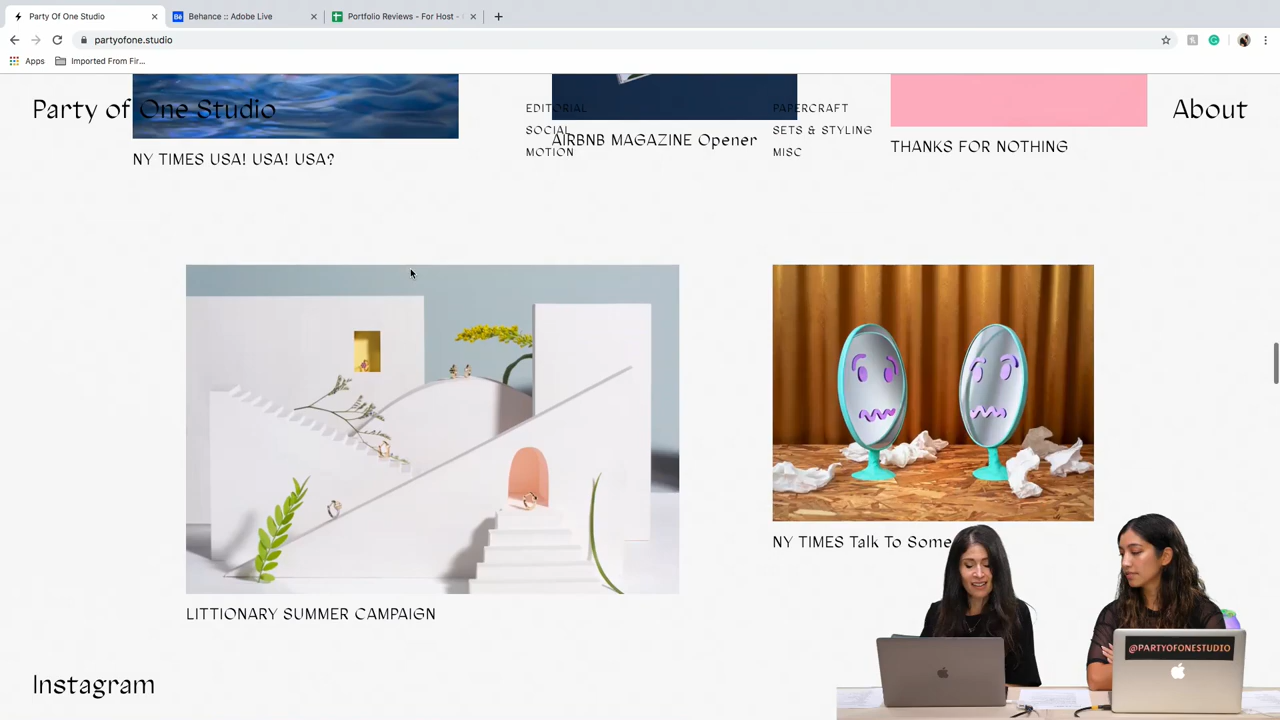 Party Of One Studio
Behance :: Adobe Live
Portfolio Reviews - For Host -
partyofone.studio
Apps
Imported From Fir...
Party of One Studio
EDITORIAL
SOCIAL
MOTION
PAPERCRAFT
SETS & STYLING
MISC
About
NY TIMES USA! USA! USA?
AIRBNB MAGAZINE Opener
THANKS FOR NOTHING
LITTIONARY SUMMER CAMPAIGN
NY TIMES Talk To
Instagram
@PARTYOFONESTUDIO